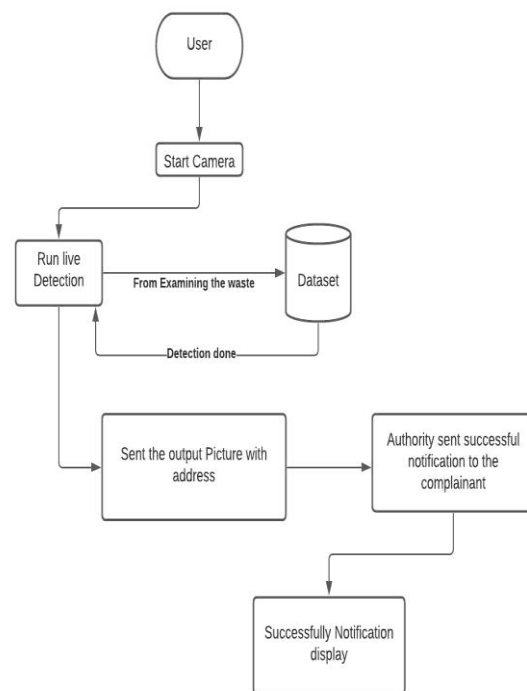 User
Start Camera
Run live
Detection
From Examining the waste
Dataset
Detection done
Sent the output Picture with
address
Authority sent successful
notification to the
complainant
Successfully Notification
display